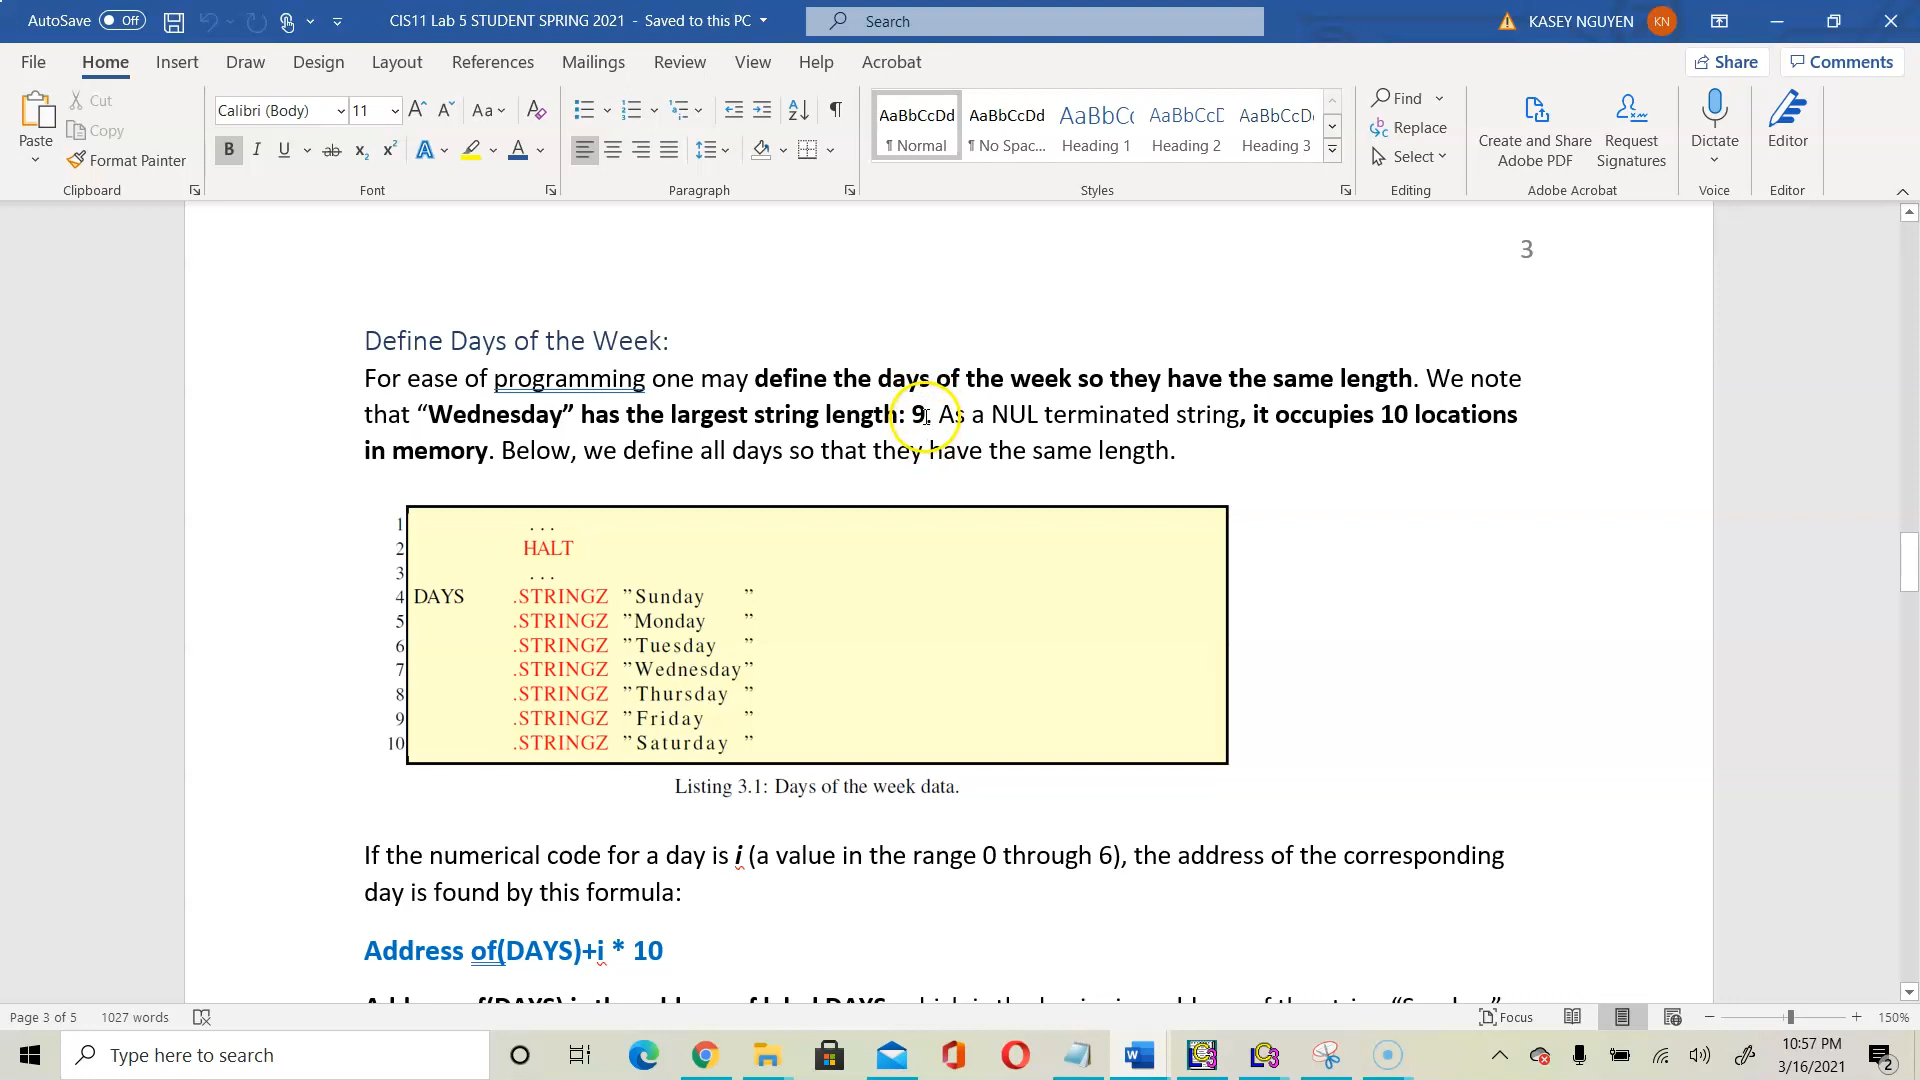 AutoSave Off CIS11 Lab 5 STUDENT SPRING 2021 - Saved to this PC Search KASEY NGUYEN KN
File Home Insert Draw Design Layout References Mailings Review View Help Acrobat Share Comments
Paste Cut Copy Format Painter
Clipboard
Calibri (Body) 11 Aa
B I U ab x₂ x² A A
Font
Paragraph
AaBbCcDd AaBbCcDd AaBbCc AaBbCcD AaBbCcD
¶ Normal ¶ No Spac... Heading 1 Heading 2 Heading 3
Styles
Find
Replace
Select
Editing
Create and Share Adobe PDF
Request Signatures
Adobe Acrobat
Dictate
Voice
Editor
Editor
3
Define Days of the Week:
For ease of programming one may define the days of the week so they have the same length. We note
that “Wednesday” has the largest string length: 9. As a NUL terminated string, it occupies 10 locations
in memory. Below, we define all days so that they have the same length.
1 ...
2 HALT
3 ...
4 DAYS .STRINGZ ”Sunday ”
5 .STRINGZ ”Monday ”
6 .STRINGZ ”Tuesday ”
7 .STRINGZ ”Wednesday”
8 .STRINGZ ”Thursday ”
9 .STRINGZ ”Friday ”
10 .STRINGZ ”Saturday ”
Listing 3.1: Days of the week data.
If the numerical code for a day is i (a value in the range 0 through 6), the address of the corresponding
day is found by this formula:
Address of(DAYS)+i * 10
Page 3 of 5 1027 words Focus 150%
Type here to search 10:57 PM
3/16/2021 2